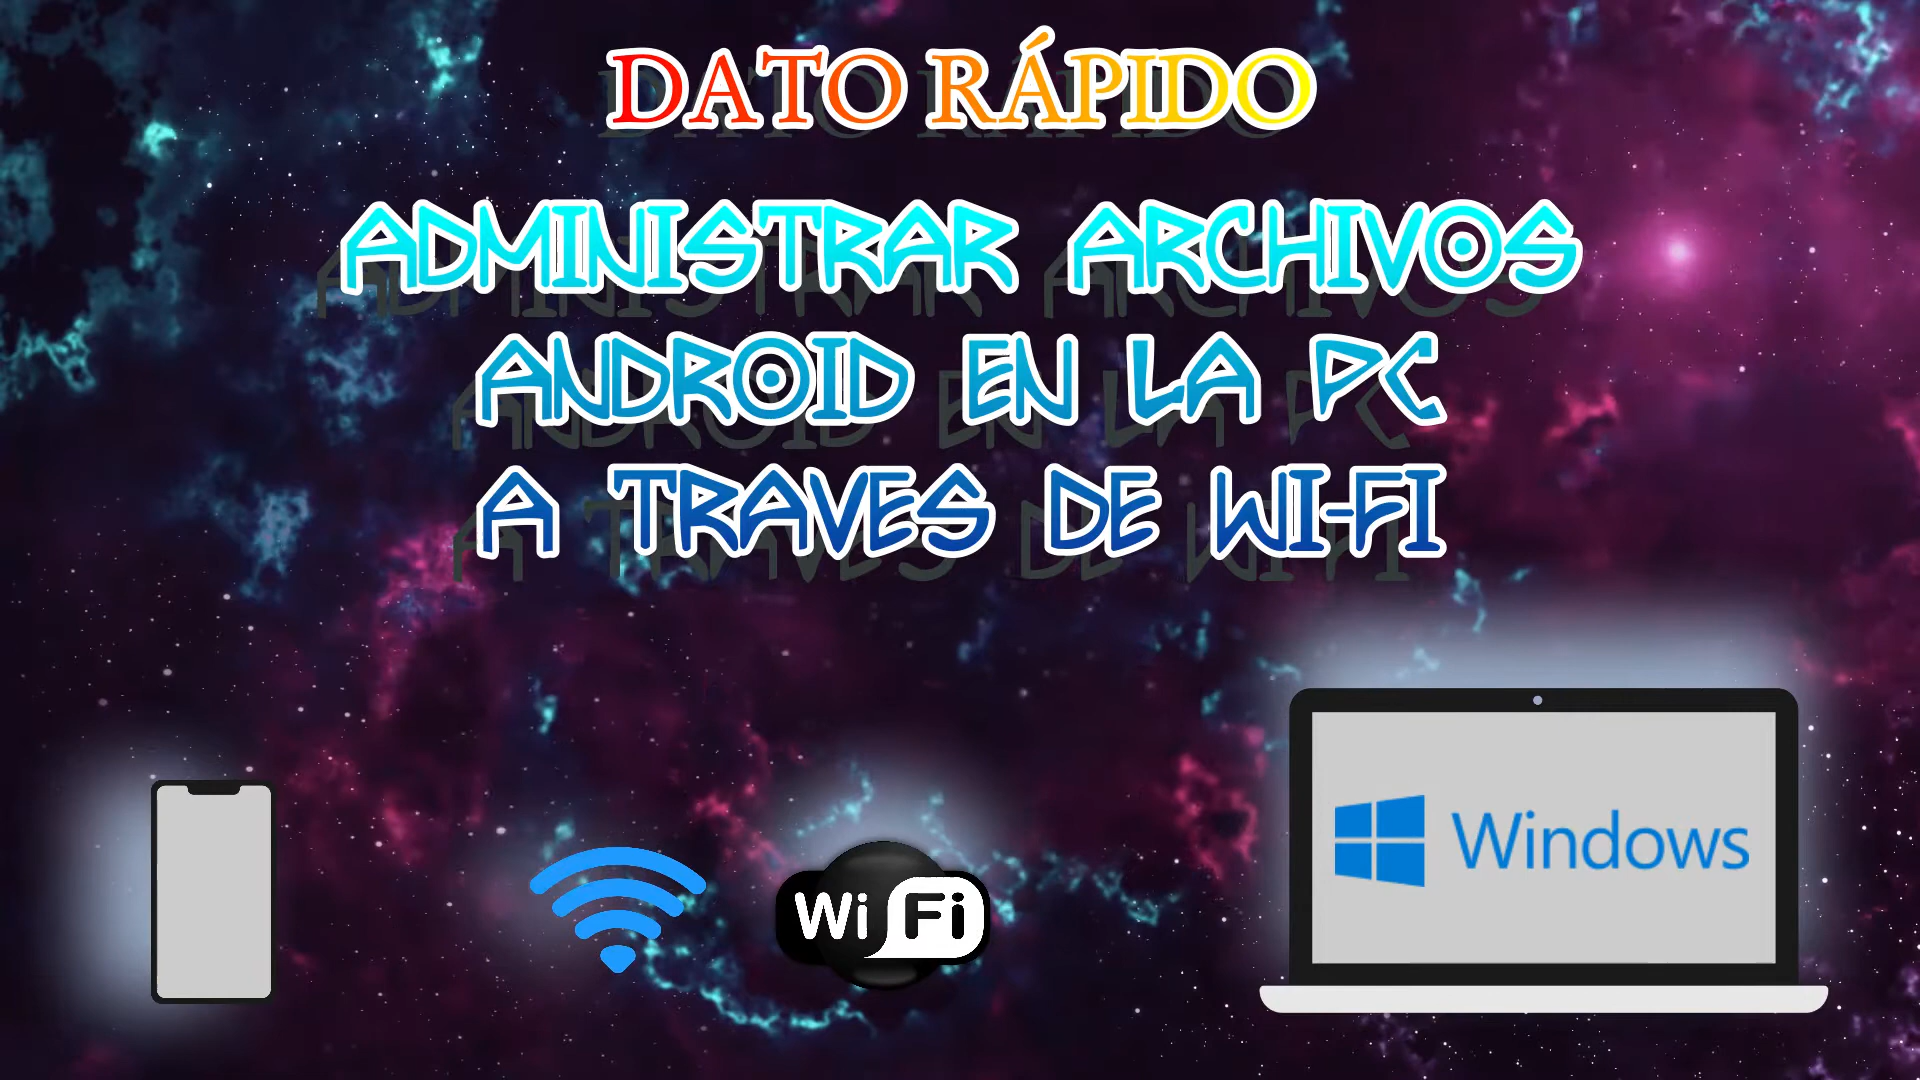 DATO RÁPIDO
ADMINISTRAR ARCHIVOS
ANDROID EN LA PC
A TRAVES DE WI-FI
Wi Fi
Windows